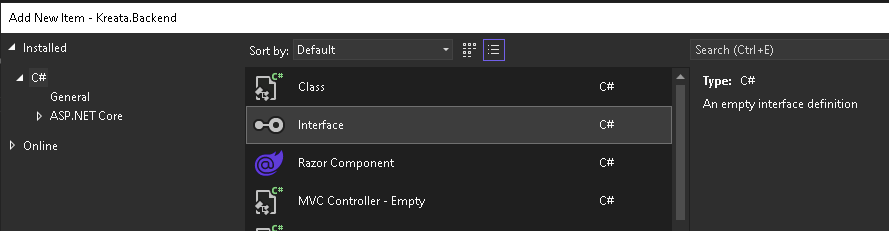 Add New Item - Kreata.Backend
Installed
Sort by: Default
Search (Ctrl+E)
C#
General
ASP.NET Core
Online
C#
Class C#
Interface C#
Razor Component C#
C#
MVC Controller - Empty C#
C#
Type: C#
An empty interface definition